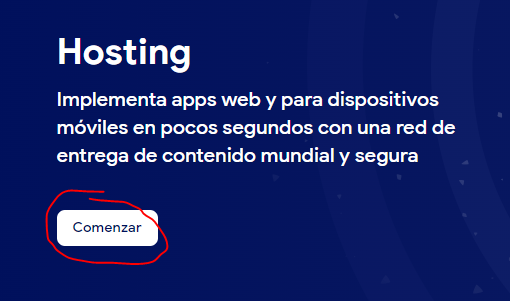 Hosting
Implementa apps web y para dispositivos
móviles en pocos segundos con una red de
entrega de contenido mundial y segura
Comenzar